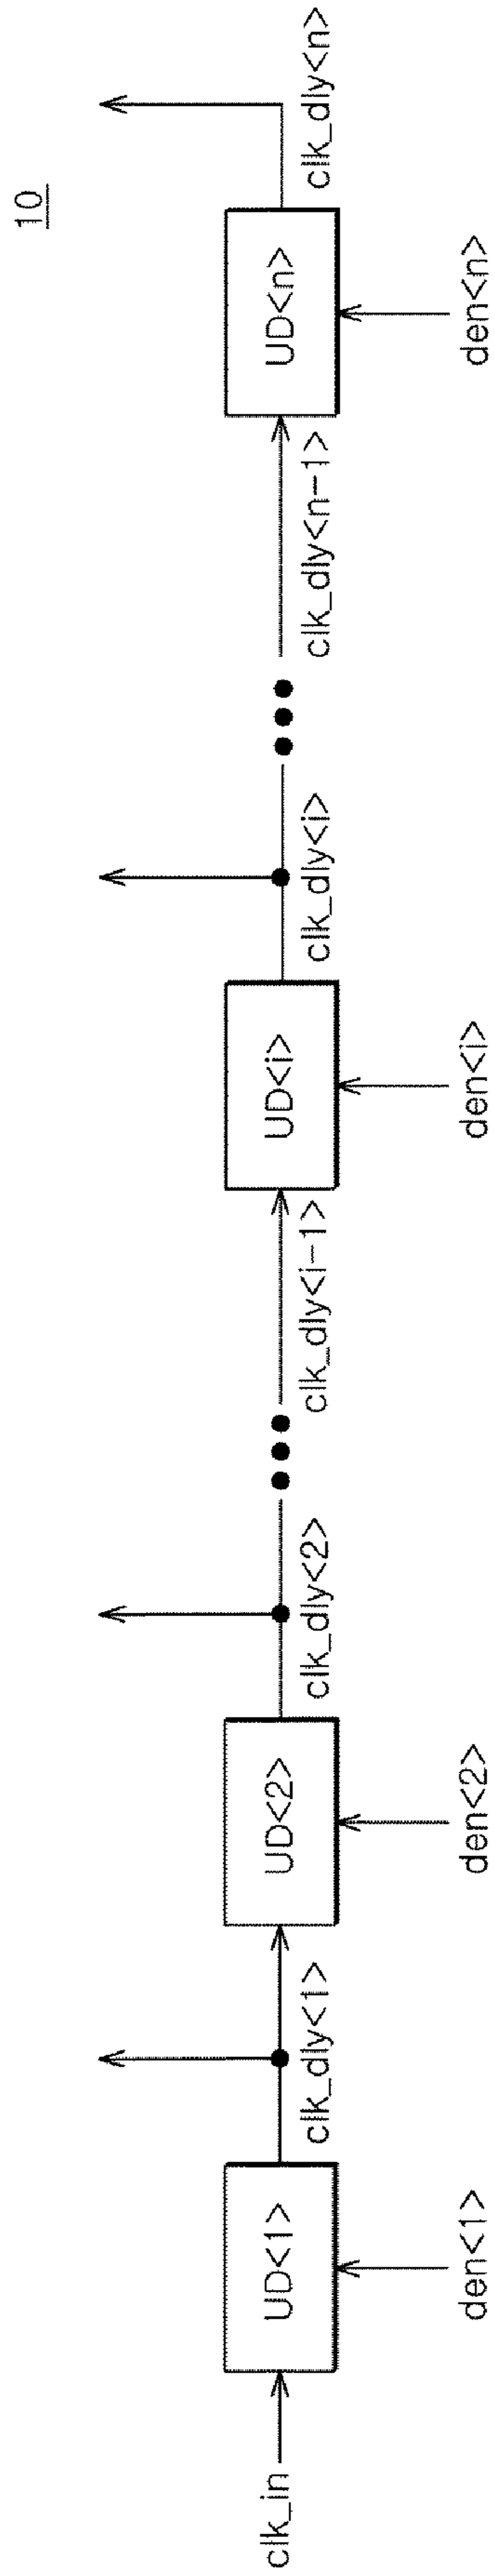 10
clk_in
UD<1>
den<1>
clk_dly<1>
UD<2>
den<2>
clk_dly<2>
clk_dly<i-1>
UD<i>
den<i>
clk_dly<i>
clk_dly<n-1>
UD<n>
den<n>
clk_dly<n>